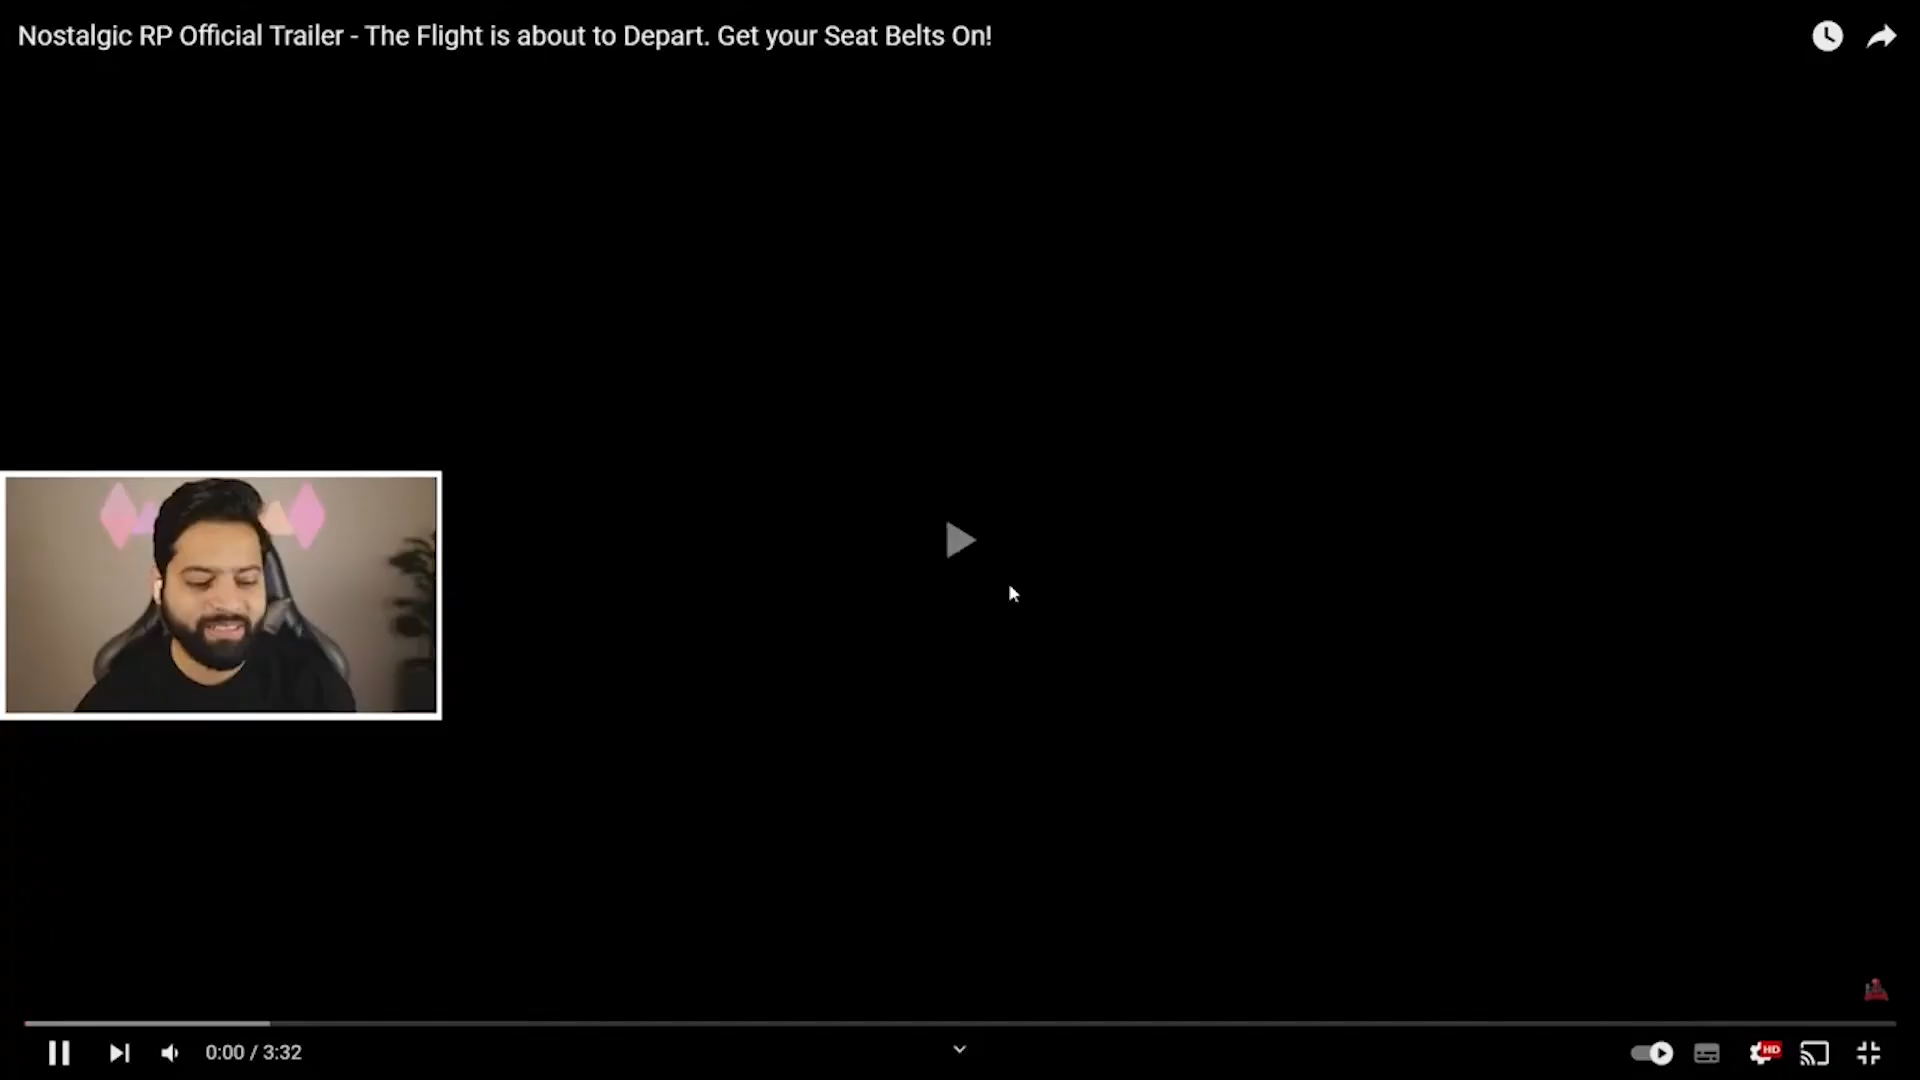 Nostalgic RP Official Trailer - The Flight is about to Depart. Get your Seat Belts On!
0:00 / 3:32
HD